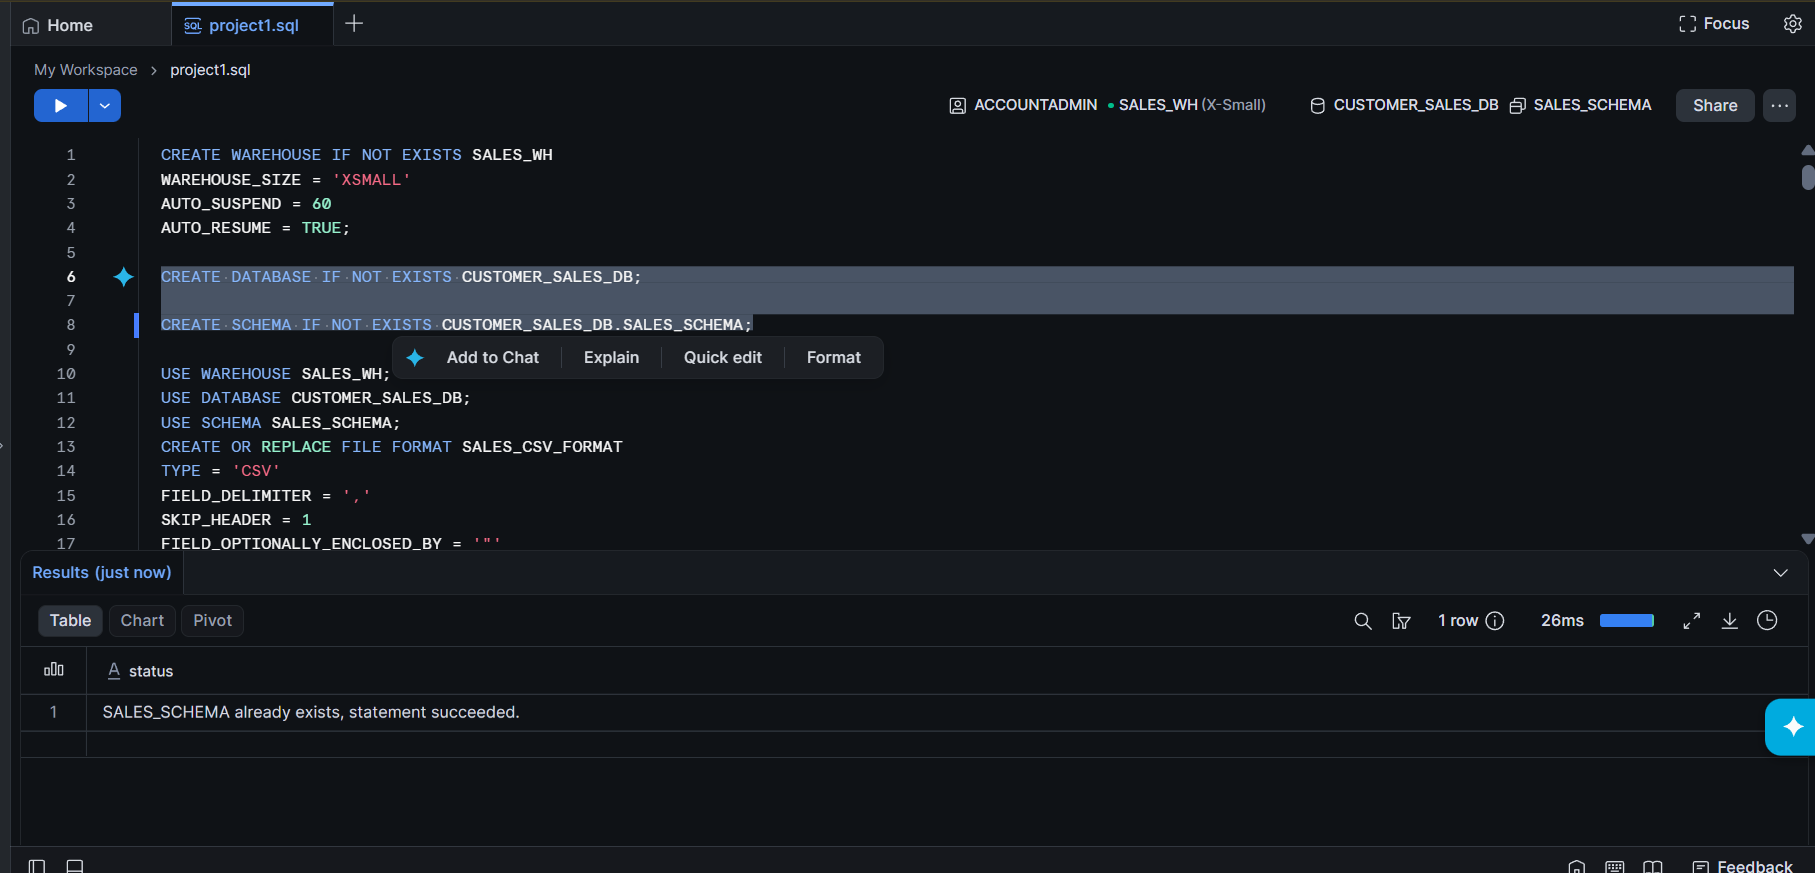 Home
SQL project1.sql
Focus
My Workspace › project1.sql
ACCOUNTADMIN SALES_WH (X-Small) CUSTOMER_SALES_DB SALES_SCHEMA Share ...
1 CREATE WAREHOUSE IF NOT EXISTS SALES_WH
2 WAREHOUSE_SIZE = 'XSMALL'
3 AUTO_SUSPEND = 60
4 AUTO_RESUME = TRUE;
5
6 CREATE DATABASE IF NOT EXISTS CUSTOMER_SALES_DB;
7
8 CREATE SCHEMA IF NOT EXISTS CUSTOMER_SALES_DB.SALES_SCHEMA;
9
Add to Chat Explain Quick edit Format
10 USE WAREHOUSE SALES_WH;
11 USE DATABASE CUSTOMER_SALES_DB;
12 USE SCHEMA SALES_SCHEMA;
13 CREATE OR REPLACE FILE FORMAT SALES_CSV_FORMAT
14 TYPE = 'CSV'
15 FIELD_DELIMITER = ','
16 SKIP_HEADER = 1
17 FIELD_OPTIONALLY_ENCLOSED_BY = '"'
Results (just now)
Table Chart Pivot
1 row 26ms
A status
1 SALES_SCHEMA already exists, statement succeeded.
Feedback